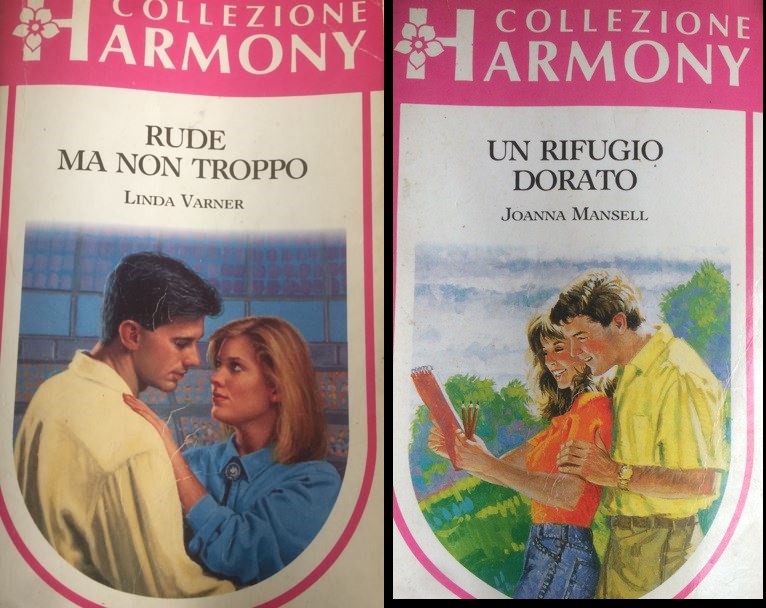 COLLEZIONE
HARMONY
RUDE
MA NON TROPPO
LINDA VARNER
COLLEZIONE
HARMONY
UN RIFUGIO
DORATO
JOANNA MANSELL